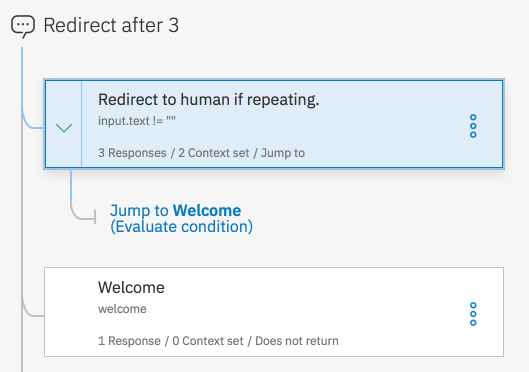 Redirect after 3
Redirect to human if repeating.
input.text != ""
3 Responses / 2 Context set / Jump to
Jump to Welcome
(Evaluate condition)
Welcome
welcome
1 Response / 0 Context set / Does not return